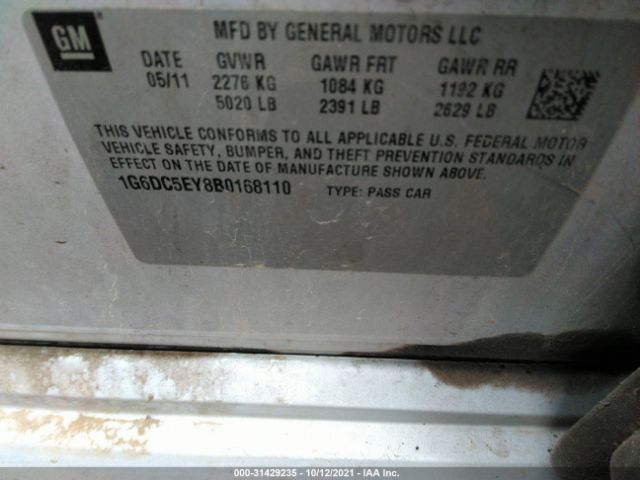 GM
MFD BY GENERAL MOTORS LLC
DATE GVWR GAWR FRT GAWR RR
05/11 2276 KG 1084 KG 1192 KG
5020 LB 2391 LB 2629 LB
THIS VEHICLE CONFORMS TO ALL APPLICABLE U.S. FEDERAL MOTOR
VEHICLE SAFETY, BUMPER, AND THEFT PREVENTION STANDARDS IN
EFFECT ON THE DATE OF MANUFACTURE SHOWN ABOVE.
1G6DC5EY8B0168110 TYPE: PASS CAR
000-31429235 - 10/12/2021 - IAA Inc.